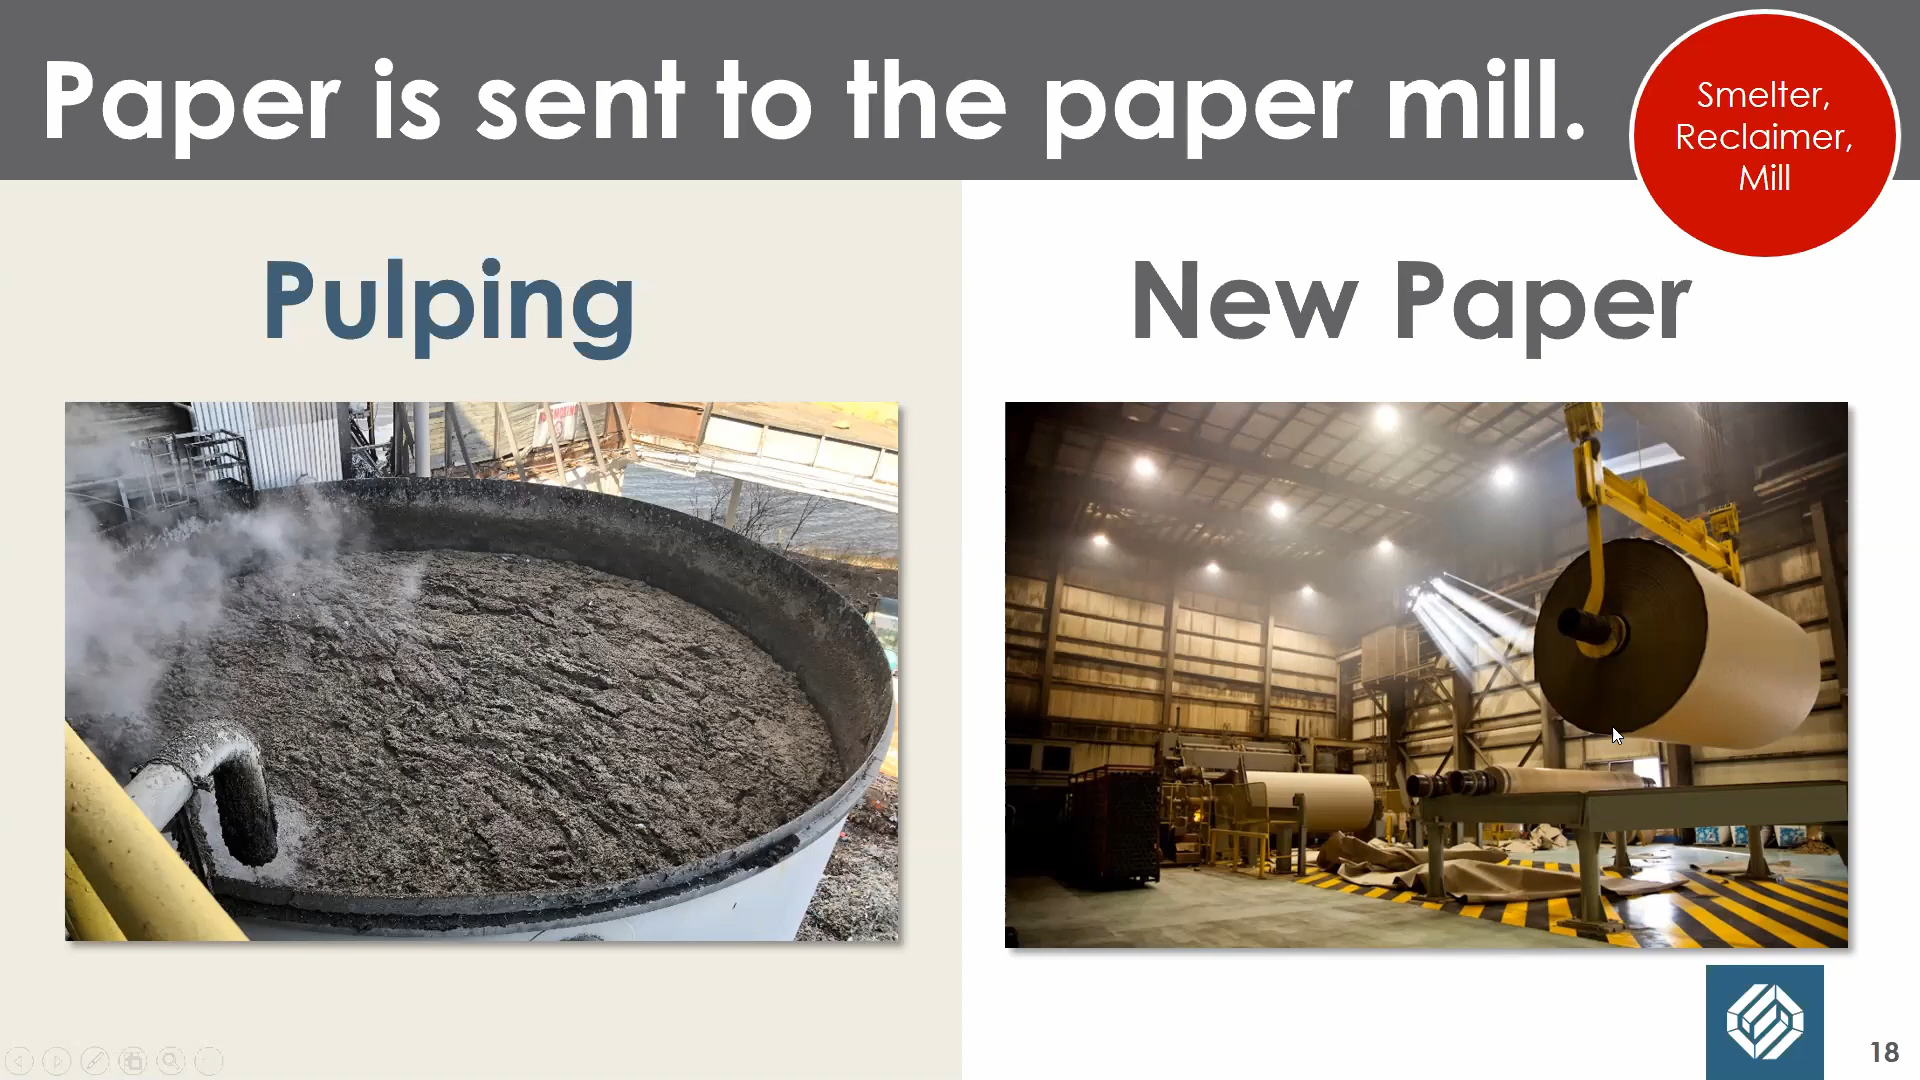 Paper is sent to the paper mill.
Smelter,
Reclaimer,
Mill
Pulping
New Paper
18